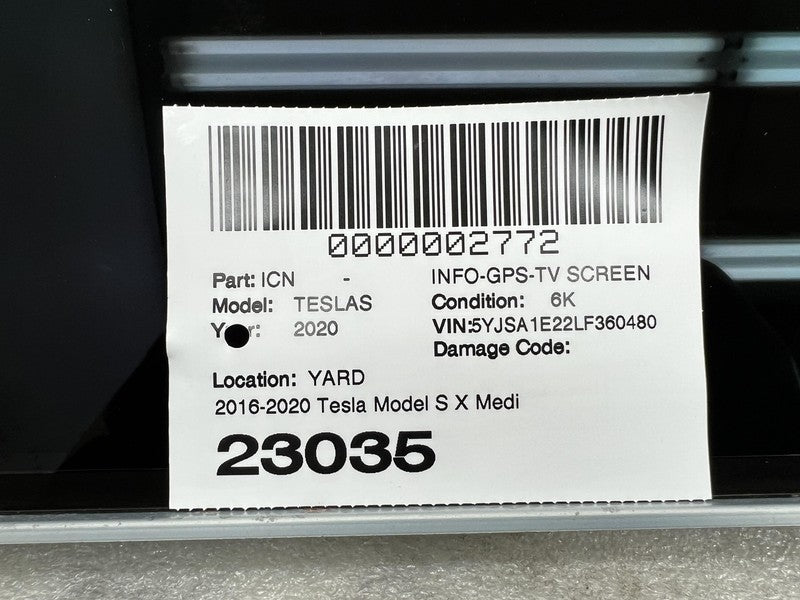 0000002772
Part: ICN - INFO-GPS-TV SCREEN
Model: TESLAS Condition: 6K
2020 VIN:5YJSA1E22LF360480
Damage Code:
Location: YARD
2016-2020 Tesla Model S X Medi
23035